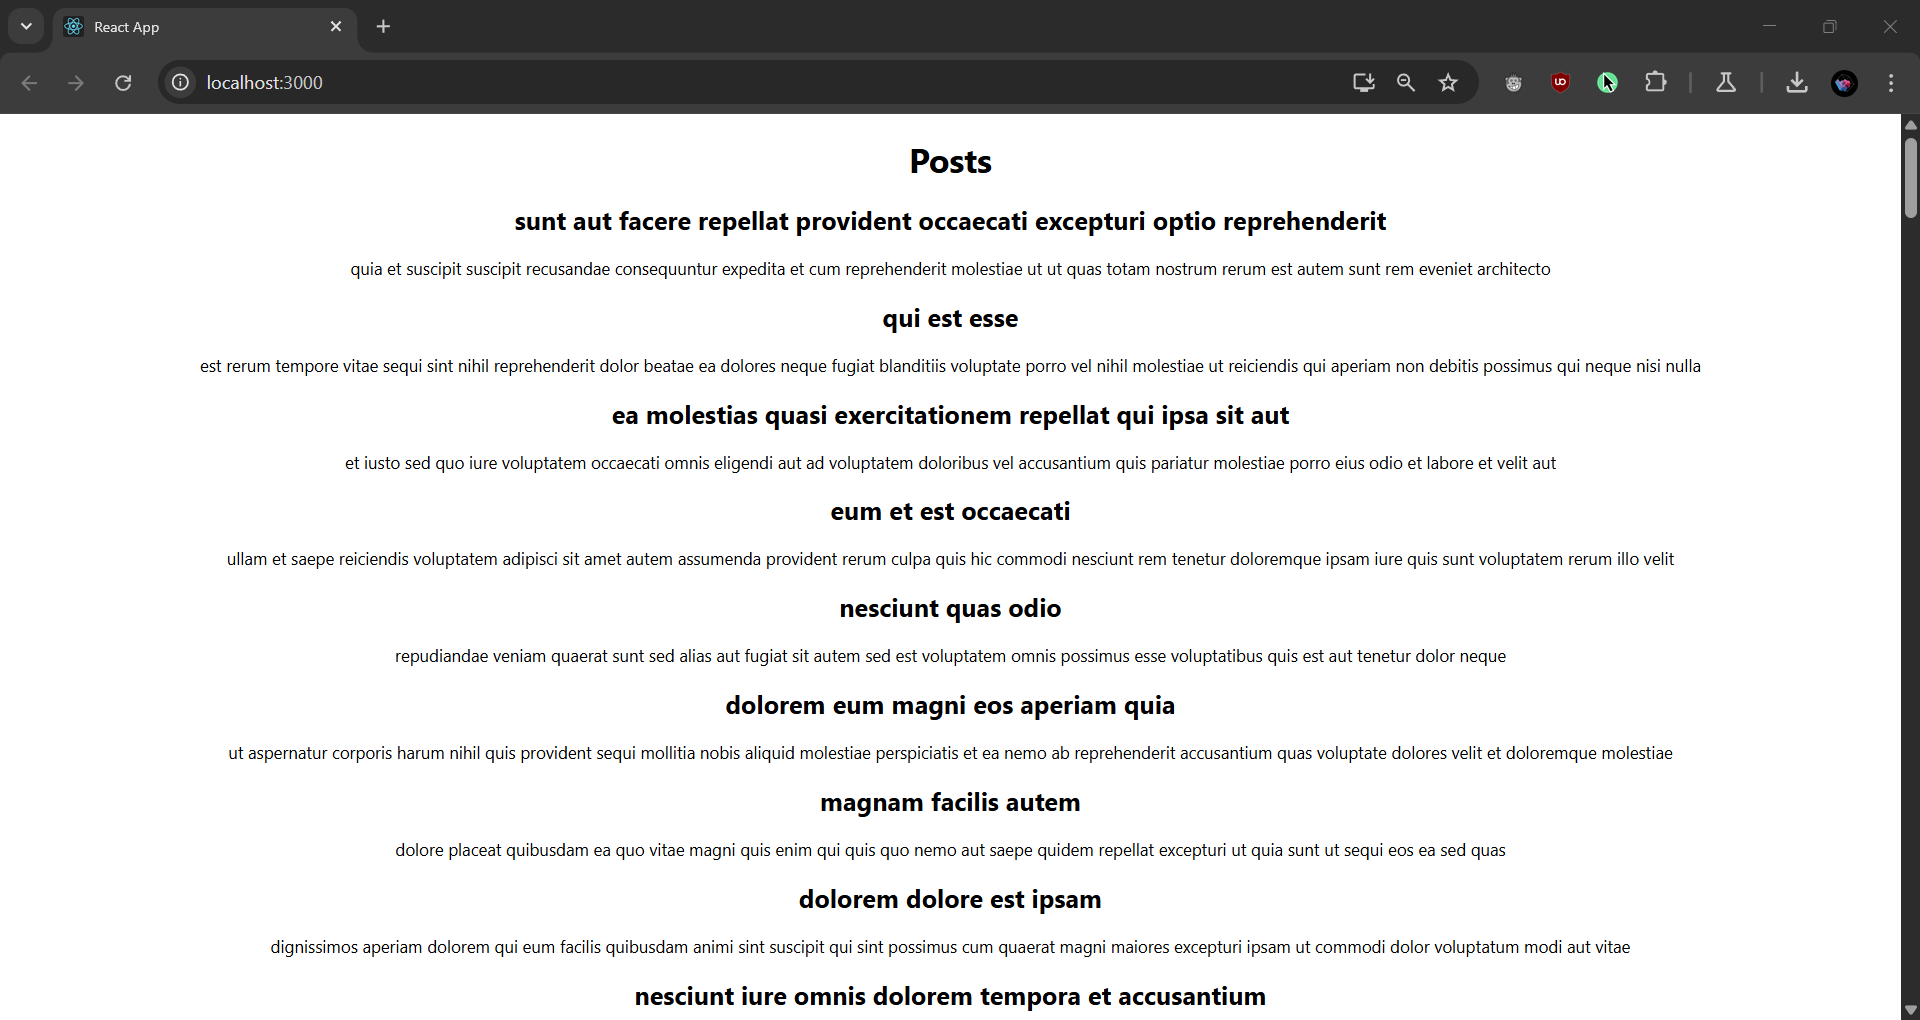 React App
localhost:3000
Posts
sunt aut facere repellat provident occaecati excepturi optio reprehenderit
quia et suscipit suscipit recusandae consequuntur expedita et cum reprehenderit molestiae ut ut quas totam nostrum rerum est autem sunt rem eveniet architecto
qui est esse
est rerum tempore vitae sequi sint nihil reprehenderit dolor beatae ea dolores neque fugiat blanditiis voluptate porro vel nihil molestiae ut reiciendis qui aperiam non debitis possimus qui neque nisi nulla
ea molestias quasi exercitationem repellat qui ipsa sit aut
et iusto sed quo iure voluptatem occaecati omnis eligendi aut ad voluptatem doloribus vel accusantium quis pariatur molestiae porro eius odio et labore et velit aut
eum et est occaecati
ullam et saepe reiciendis voluptatem adipisci sit amet autem assumenda provident rerum culpa quis hic commodi nesciunt rem tenetur doloremque ipsam iure quis sunt voluptatem rerum illo velit
nesciunt quas odio
repudiandae veniam quaerat sunt sed alias aut fugiat sit autem sed est voluptatem omnis possimus esse voluptatibus quis est aut tenetur dolor neque
dolorem eum magni eos aperiam quia
ut aspernatur corporis harum nihil quis provident sequi mollitia nobis aliquid molestiae perspiciatis et ea nemo ab reprehenderit accusantium quas voluptate dolores velit et doloremque molestiae
magnam facilis autem
dolore placeat quibusdam ea quo vitae magni quis enim qui quis quo nemo aut saepe quidem repellat excepturi ut quia sunt ut sequi eos ea sed quas
dolorem dolore est ipsam
dignissimos aperiam dolorem qui eum facilis quibusdam animi sint suscipit qui sint possimus cum quaerat magni maiores excepturi ipsam ut commodi dolor voluptatum modi aut vitae
nesciunt iure omnis dolorem tempora et accusantium